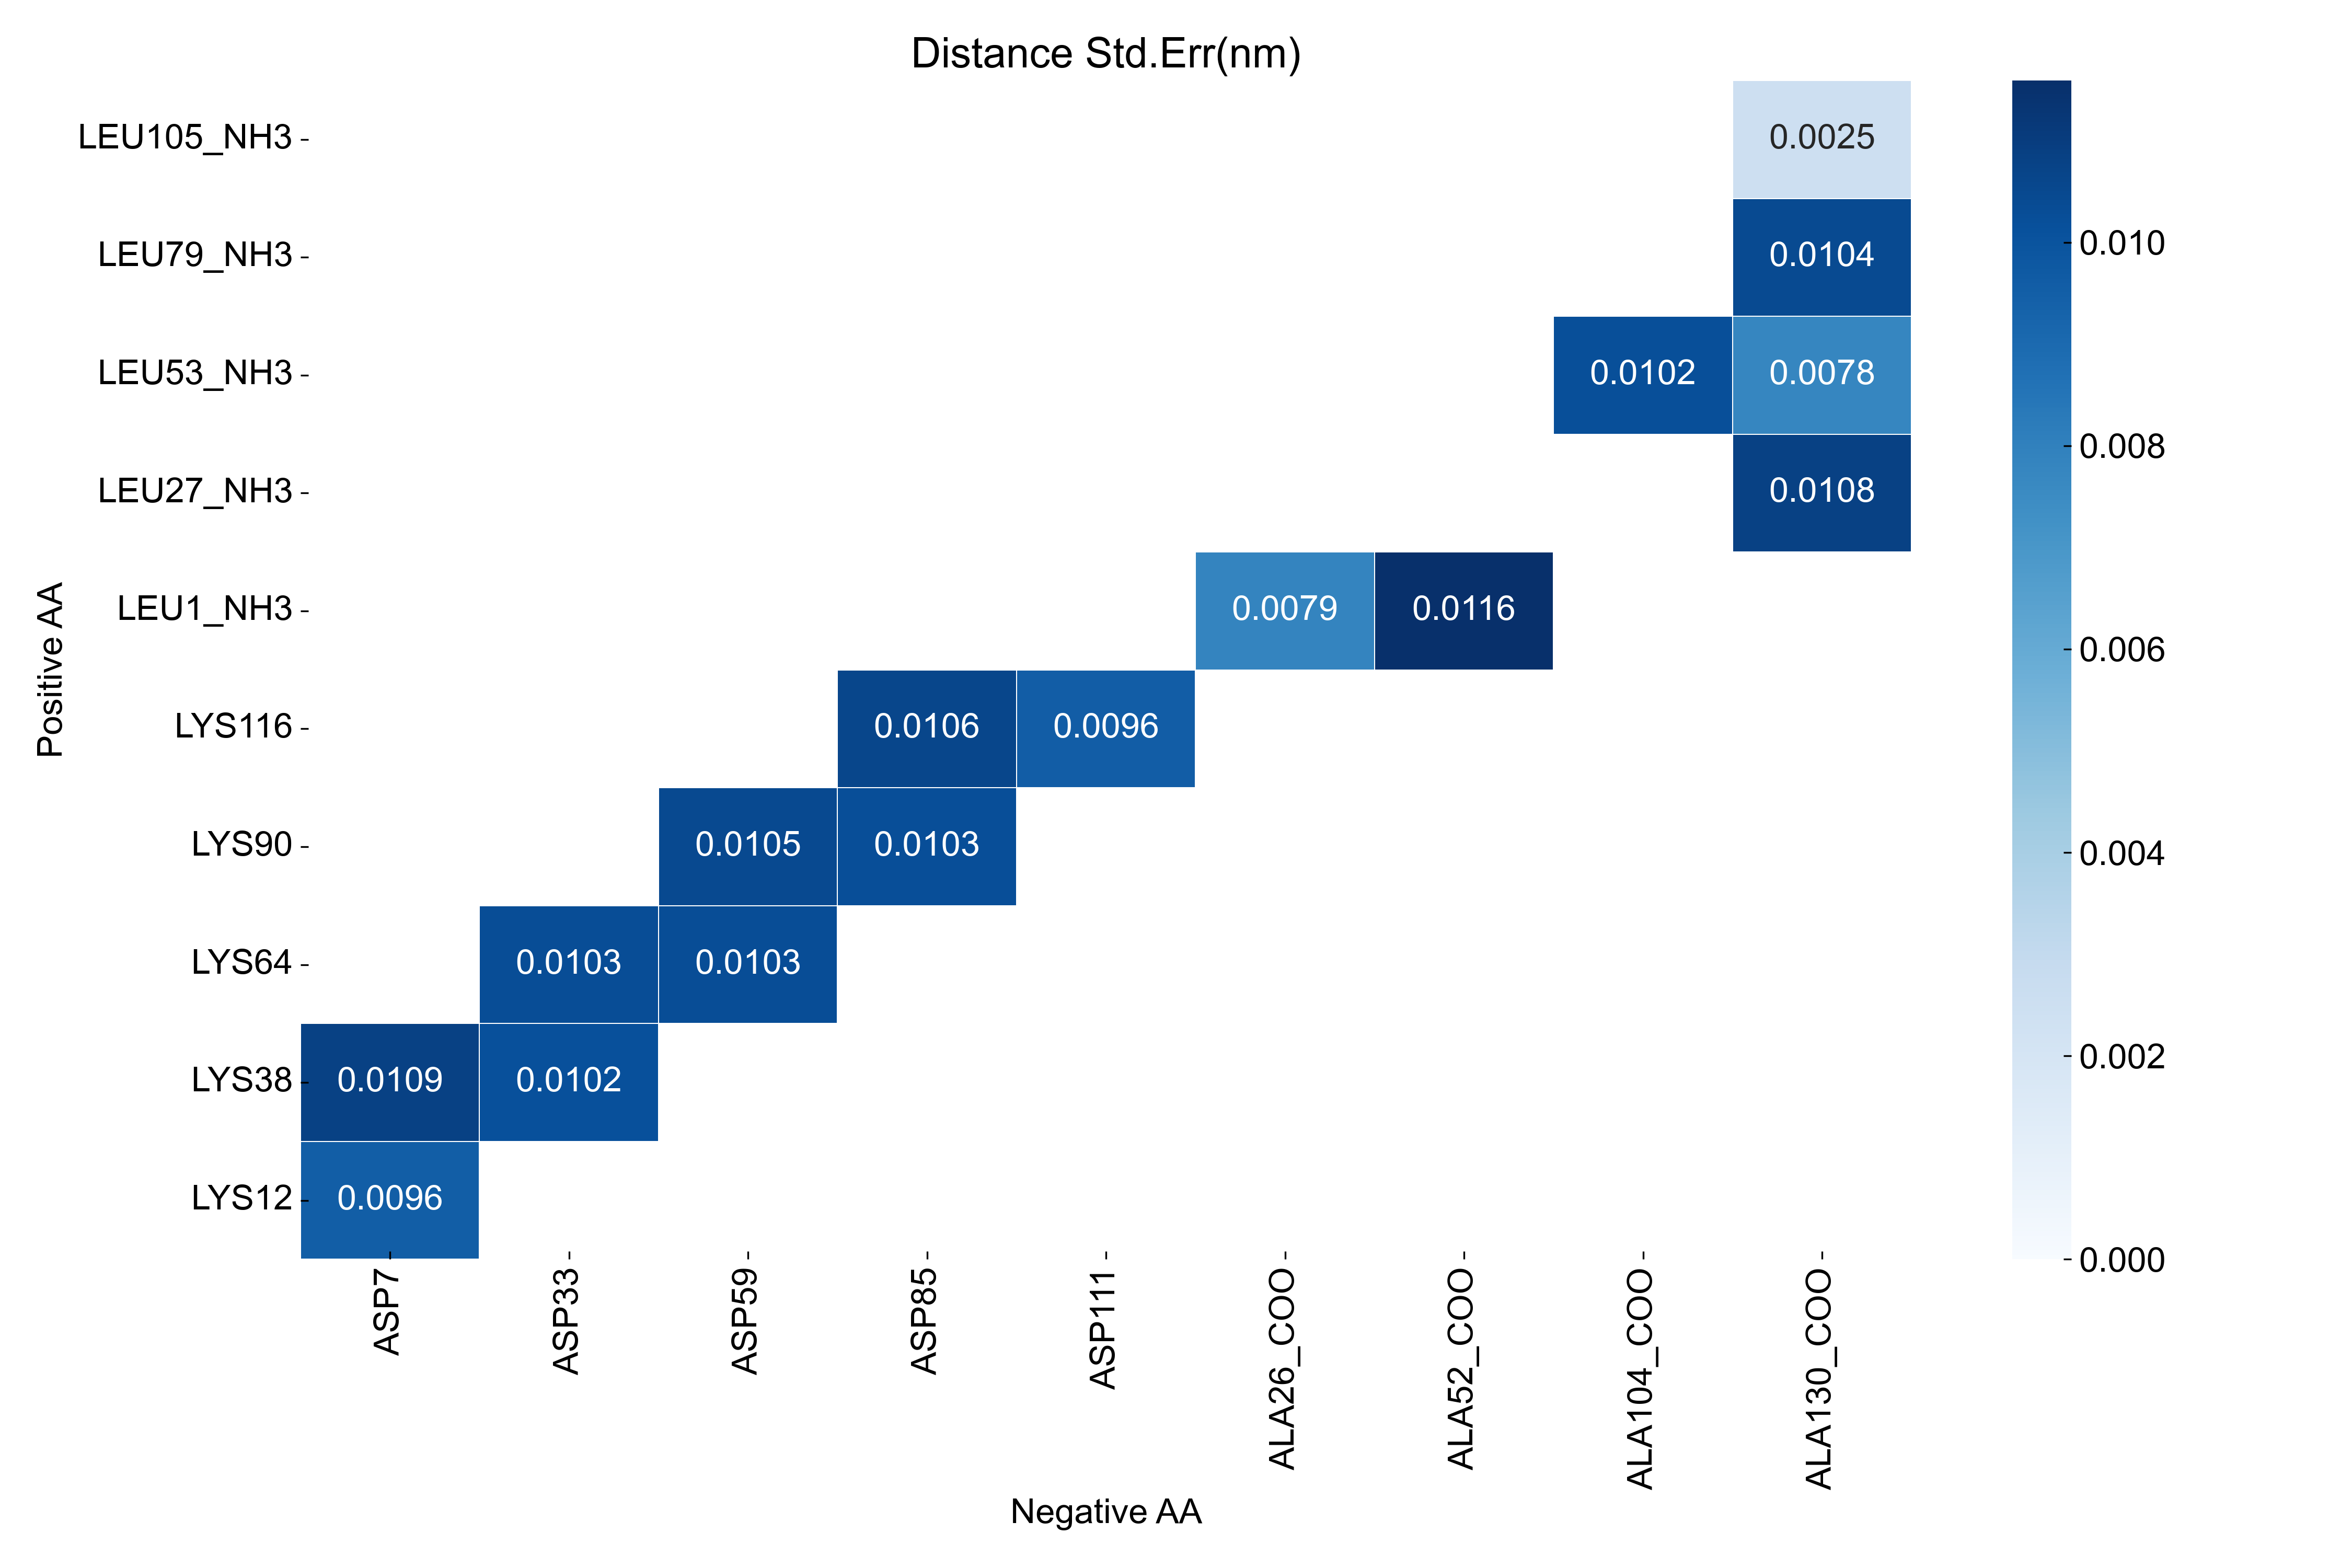 Distance Std.Err(nm)
Positive AA
LEU105_NH3 0.0025
LEU79_NH3 0.0104
LEU53_NH3 0.0102 0.0078
LEU27_NH3 0.0108
LEU1_NH3 0.0079 0.0116
LYS116 0.0106 0.0096
LYS90 0.0105 0.0103
LYS64 0.0103 0.0103
LYS38 0.0109 0.0102
LYS12 0.0096
ASP7
ASP33
ASP59
ASP85
ASP111
ALA26_COO
ALA52_COO
ALA104_COO
ALA130_COO
Negative AA
0.010
0.008
0.006
0.004
0.002
0.000